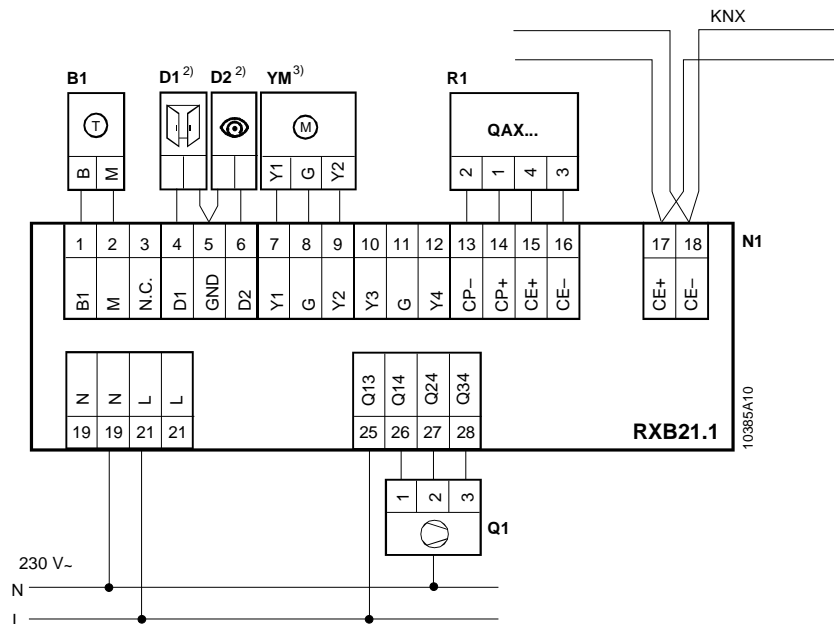 KNX
B1 D1 2) D2 2) YM 3) R1
T M QAX...
B M Y1 G Y2 2 1 4 3
1 2 3 4 5 6 7 8 9 10 11 12 13 14 15 16 17 18 N1
B1 M N.C. D1 GND D2 Y1 G Y2 Y3 G Y4 CP– CP+ CE+ CE– CE+ CE–
N N L L Q13 Q14 Q24 Q34
19 19 21 21 25 26 27 28 RXB21.1
10385A10
1 2 3
Q1
230 V~
N
L